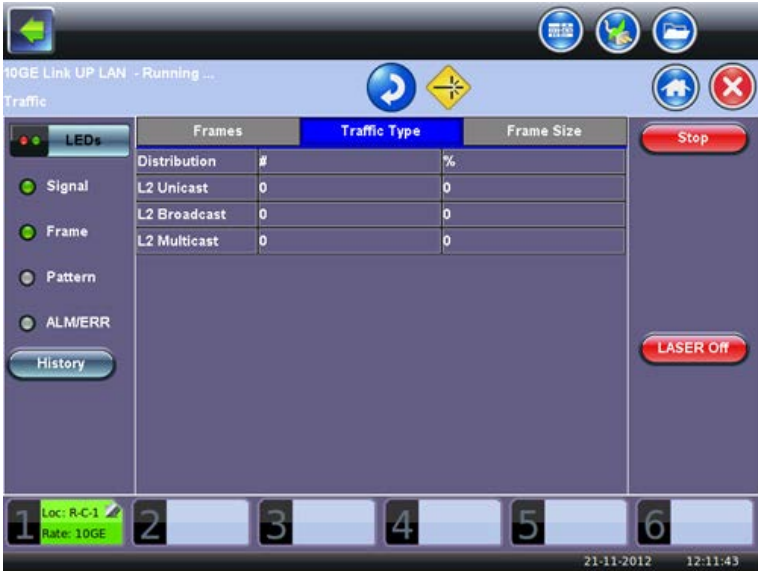 10GE Link UP LAN - Running ...
Traffic
LEDs
Signal
Frame
Pattern
ALM/ERR
History
Frames Traffic Type Frame Size
Distribution # %
L2 Unicast 0 0
L2 Broadcast 0 0
L2 Multicast 0 0
Stop
LASER Off
1 Loc: R-C-1
Rate: 10GE
2
3
4
5
6
21-11-2012 12:11:43